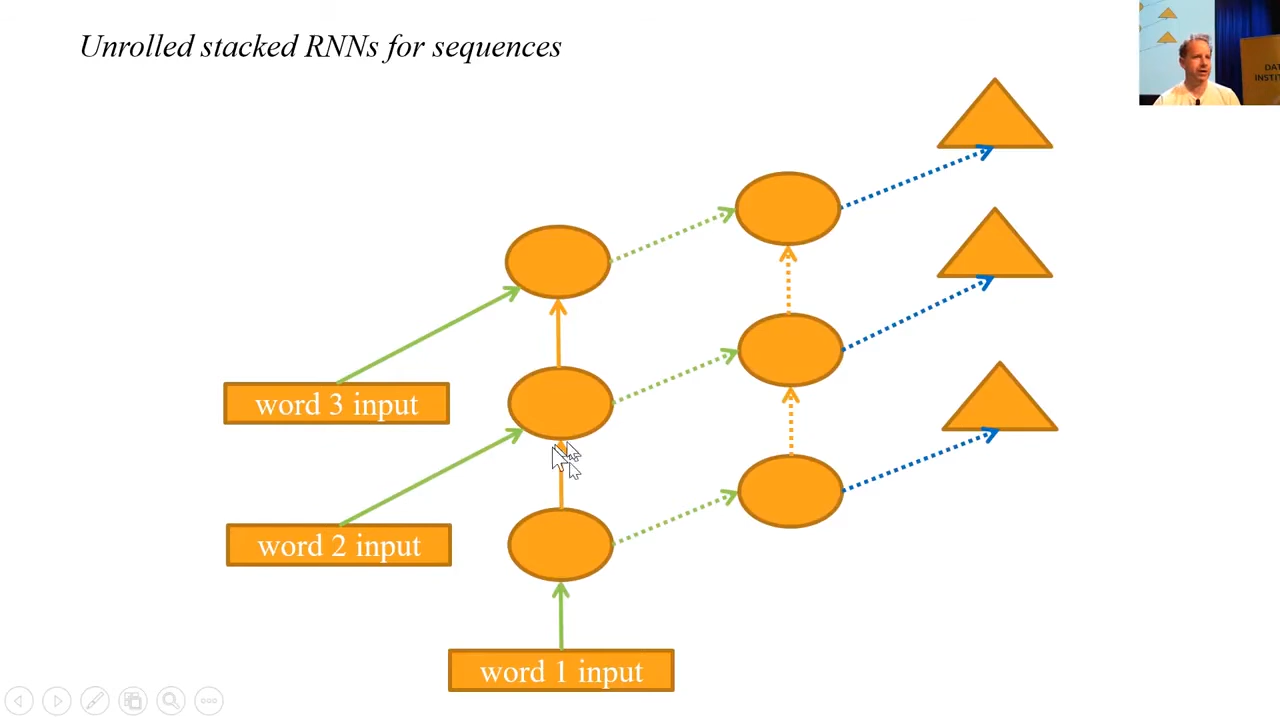 Unrolled stacked RNNs for sequences
word 3 input
word 2 input
word 1 input